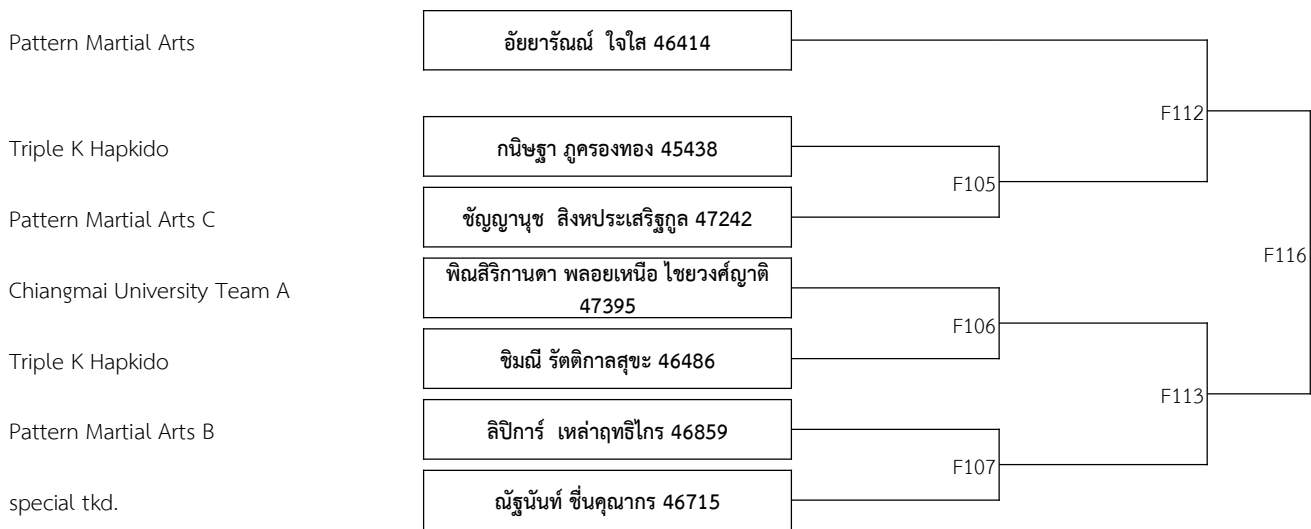 Pattern Martial Arts
อัยยารัณณ์  ใจใส 46414
F112
Triple K Hapkido
กนิษฐา ภูครองทอง 45438
F105
Pattern Martial Arts C
ชัญญานุช  สิงหประเสริฐกูล 47242
F116
Chiangmai University Team A
พิณสิริกานดา พลอยเหนือ ไชยวงศ์ญาติ
47395
F106
Triple K Hapkido
ชิมณี รัตติกาลสุขะ 46486
F113
Pattern Martial Arts B
ลิปิการ์  เหล่าฤทธิไกร 46859
F107
special tkd.
ณัฐนันท์ ชื่นคุณากร 46715